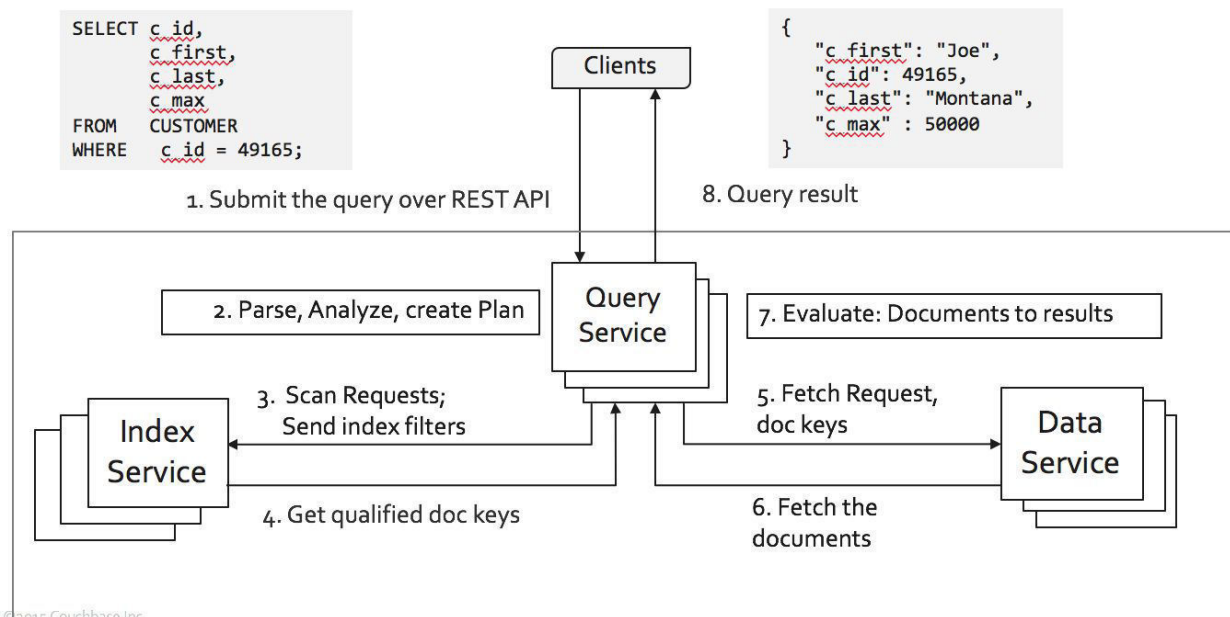 SELECT c_id,
c_first,
c_last,
c_max
FROM CUSTOMER
WHERE c_id = 49165;
Clients
{
"c_first": "Joe",
"c_id": 49165,
"c_last": "Montana",
"c_max" : 50000
}
1. Submit the query over REST API
8. Query result
2. Parse, Analyze, create Plan
Query
Service
7. Evaluate: Documents to results
3. Scan Requests;
Send index filters
5. Fetch Request,
doc keys
Index
Service
Data
Service
4. Get qualified doc keys
6. Fetch the
documents
©2015 Couchbase Inc.